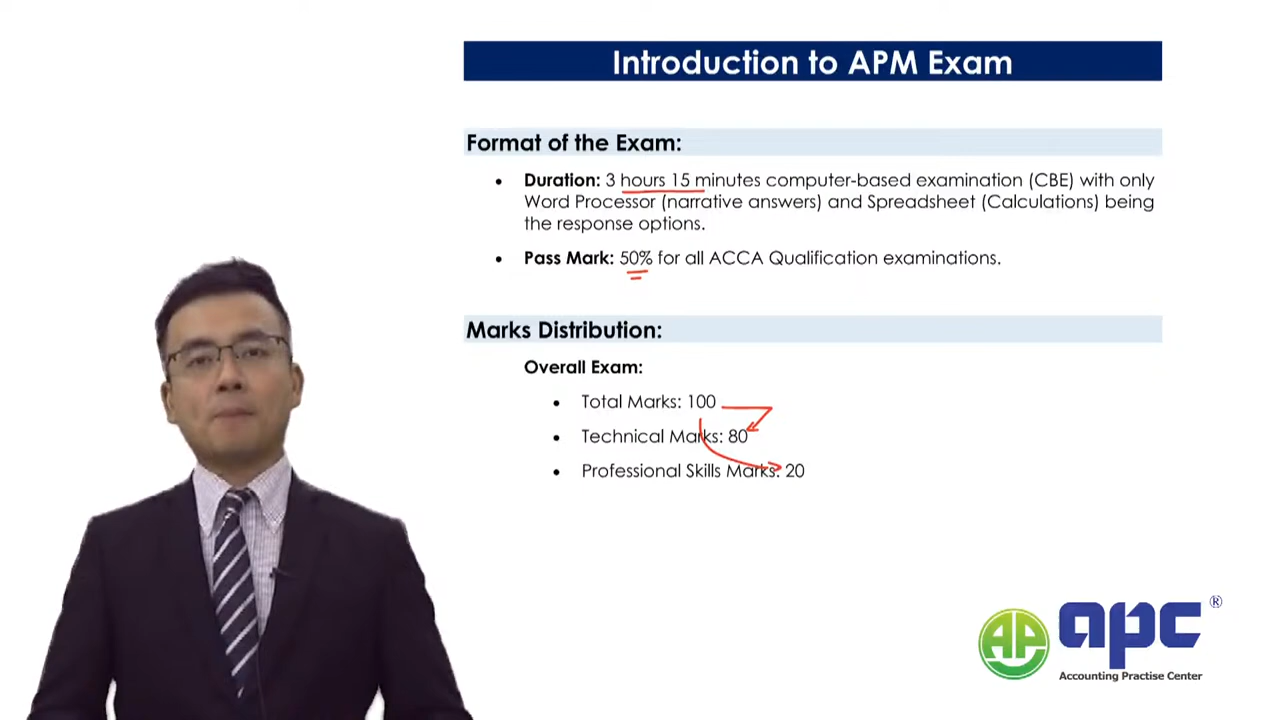 Introduction to APM Exam
Format of the Exam:
• Duration: 3 hours 15 minutes computer-based examination (CBE) with only
Word Processor (narrative answers) and Spreadsheet (Calculations) being
the response options.
• Pass Mark: 50% for all ACCA Qualification examinations.
Marks Distribution:
Overall Exam:
• Total Marks: 100
• Technical Marks: 80
• Professional Skills Marks: 20
AP
apc ®
Accounting Practise Center